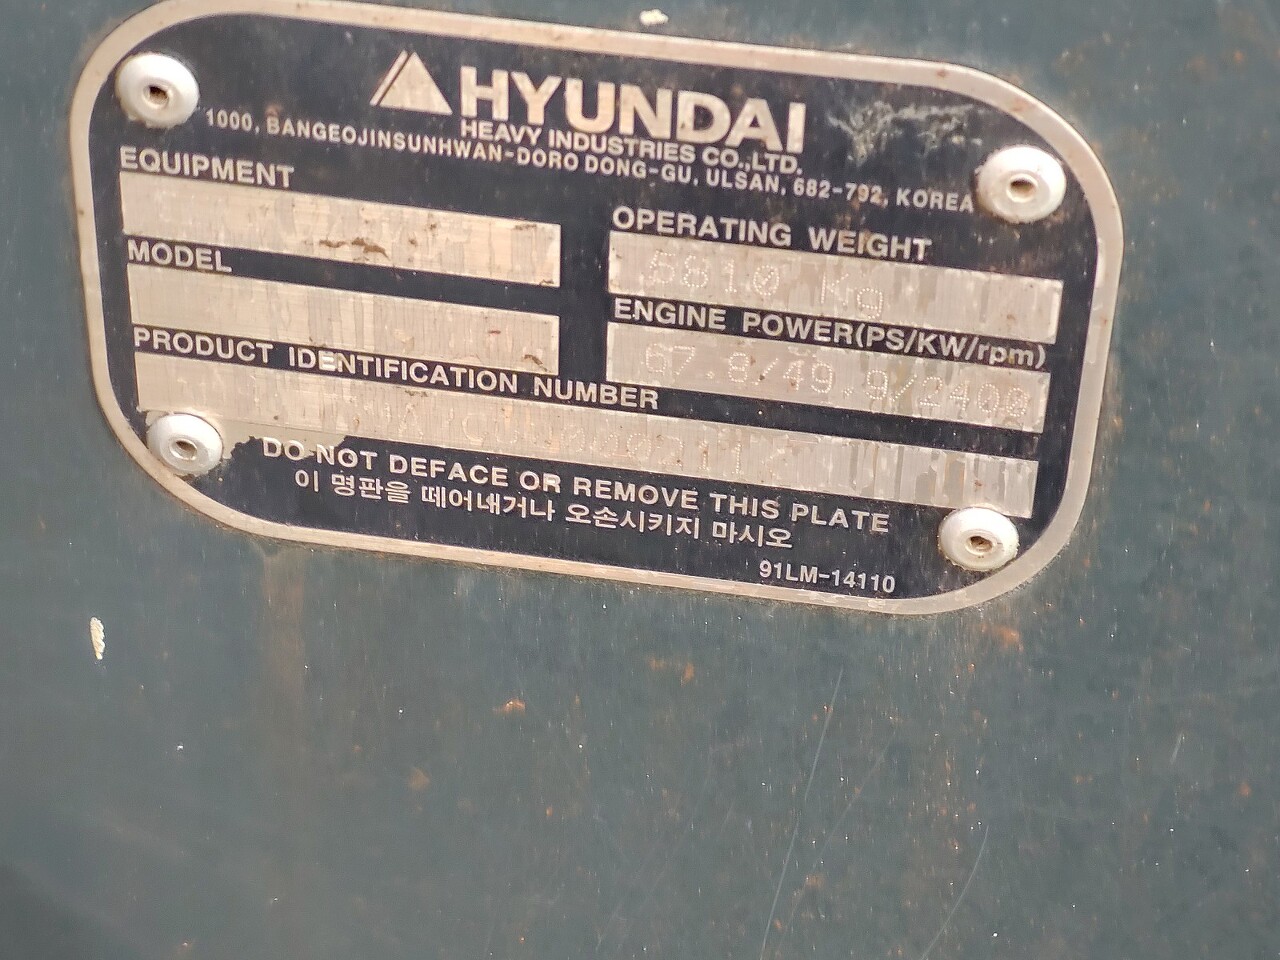 HYUNDAI
HEAVY INDUSTRIES CO.,LTD.
1000, BANGEOJINSUNHWAN-DORO DONG-GU, ULSAN, 682-792, KOREA
EQUIPMENT
OPERATING WEIGHT
5810 Kg
MODEL
ENGINE POWER(PS/KW/rpm)
67.8/49.9/2400
PRODUCT IDENTIFICATION NUMBER
DO NOT DEFACE OR REMOVE THIS PLATE
이 명판을 떼어내거나 오손시키지 마시오
91LM-14110